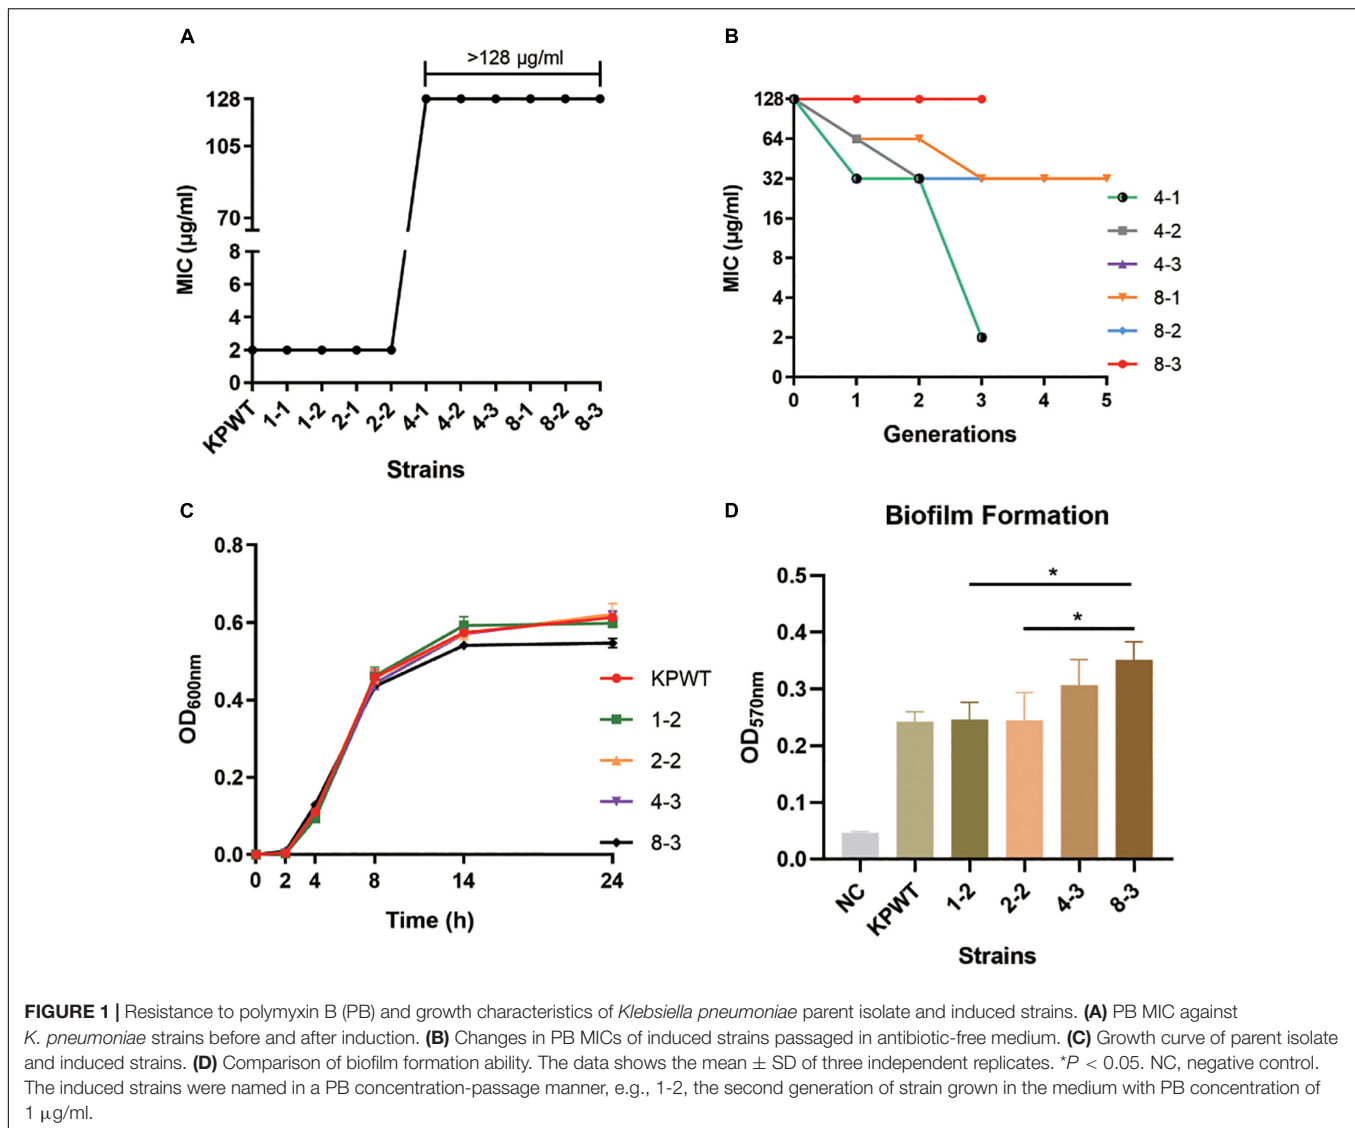 A
>128 µg/ml
128
105
70
8
6
4
2
0
MIC (µg/ml)
KPWT
1-1
1-2
2-1
2-2
4-1
4-2
4-3
8-1
8-2
8-3
Strains
B
128
64
32
16
8
4
2
0
MIC (µg/ml)
0 1 2 3 4 5
Generations
4-1
4-2
4-3
8-1
8-2
8-3
C
0.8
0.6
0.4
0.2
0.0
OD600nm
0 2 4 8 14 24
Time (h)
KPWT
1-2
2-2
4-3
8-3
D
Biofilm Formation
*
*
0.5
0.4
0.3
0.2
0.1
0.0
OD570nm
NC
KPWT
1-2
2-2
4-3
8-3
Strains
FIGURE 1 | Resistance to polymyxin B (PB) and growth characteristics of Klebsiella pneumoniae parent isolate and induced strains. (A) PB MIC against
K. pneumoniae strains before and after induction. (B) Changes in PB MICs of induced strains passaged in antibiotic-free medium. (C) Growth curve of parent isolate
and induced strains. (D) Comparison of biofilm formation ability. The data shows the mean ± SD of three independent replicates. *P < 0.05. NC, negative control.
The induced strains were named in a PB concentration-passage manner, e.g., 1-2, the second generation of strain grown in the medium with PB concentration of
1 µg/ml.